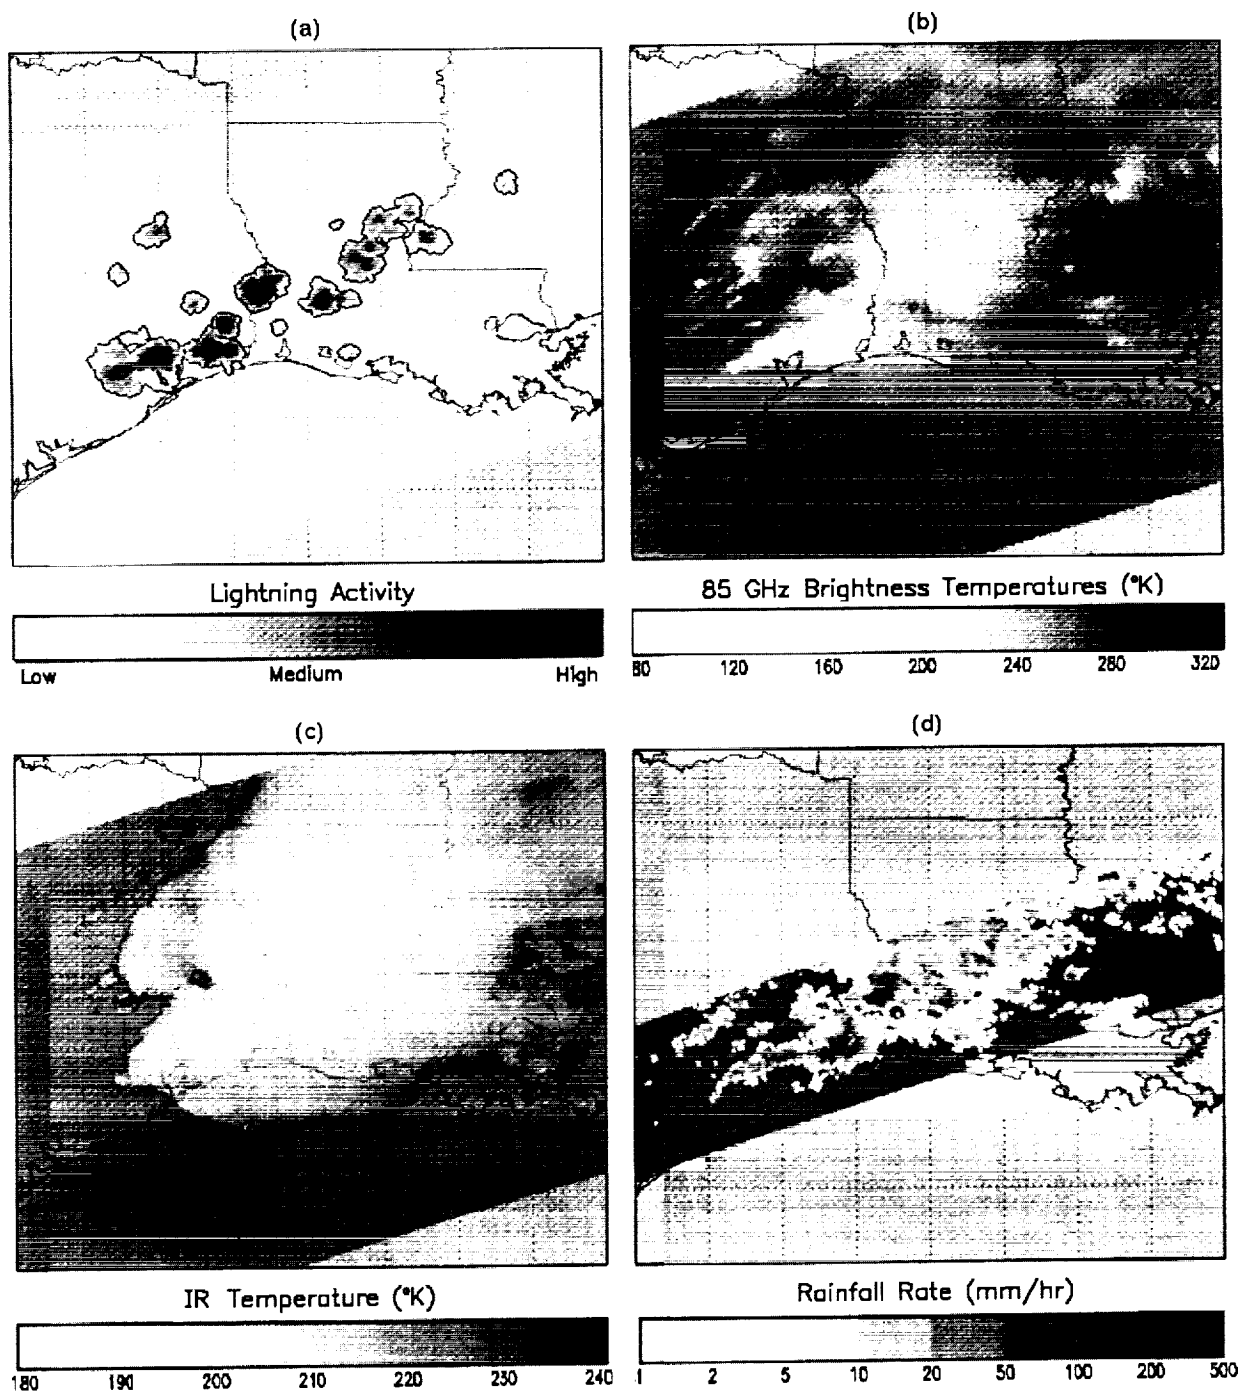 (a)
(b)
Lightning Activity
Low Medium High
85 GHz Brightness Temperatures (°K)
80 120 160 200 240 280 320
(c)
(d)
IR Temperature (°K)
180 190 200 210 220 230 240
Rainfall Rate (mm/hr)
1 2 5 10 20 50 100 200 500